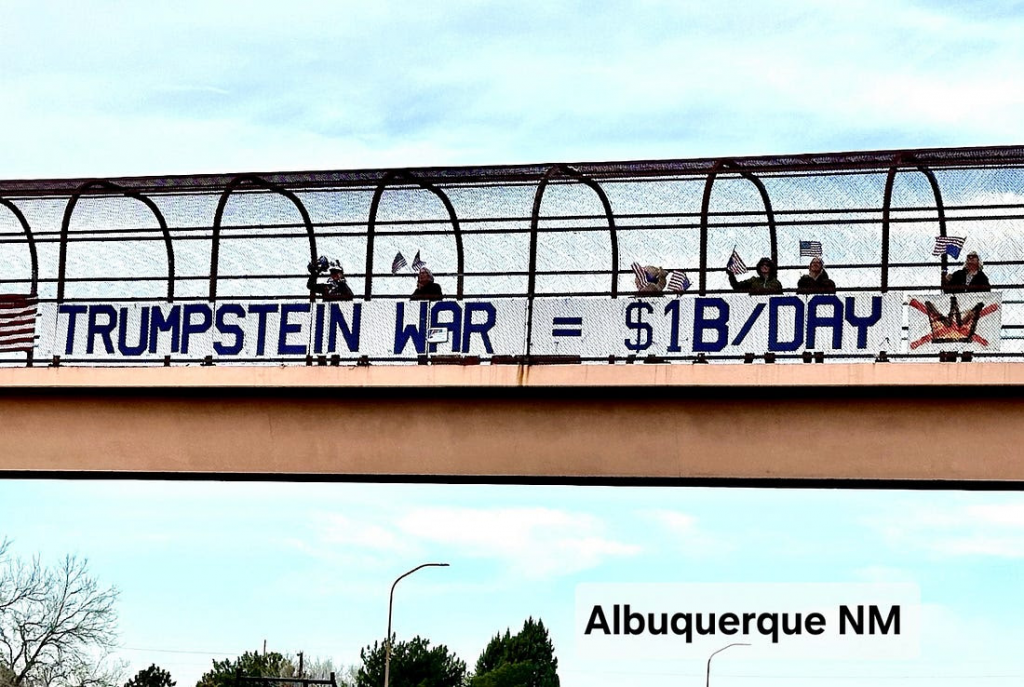 TRUMPSTEIN WAR = $1B/DAY
Albuquerque NM